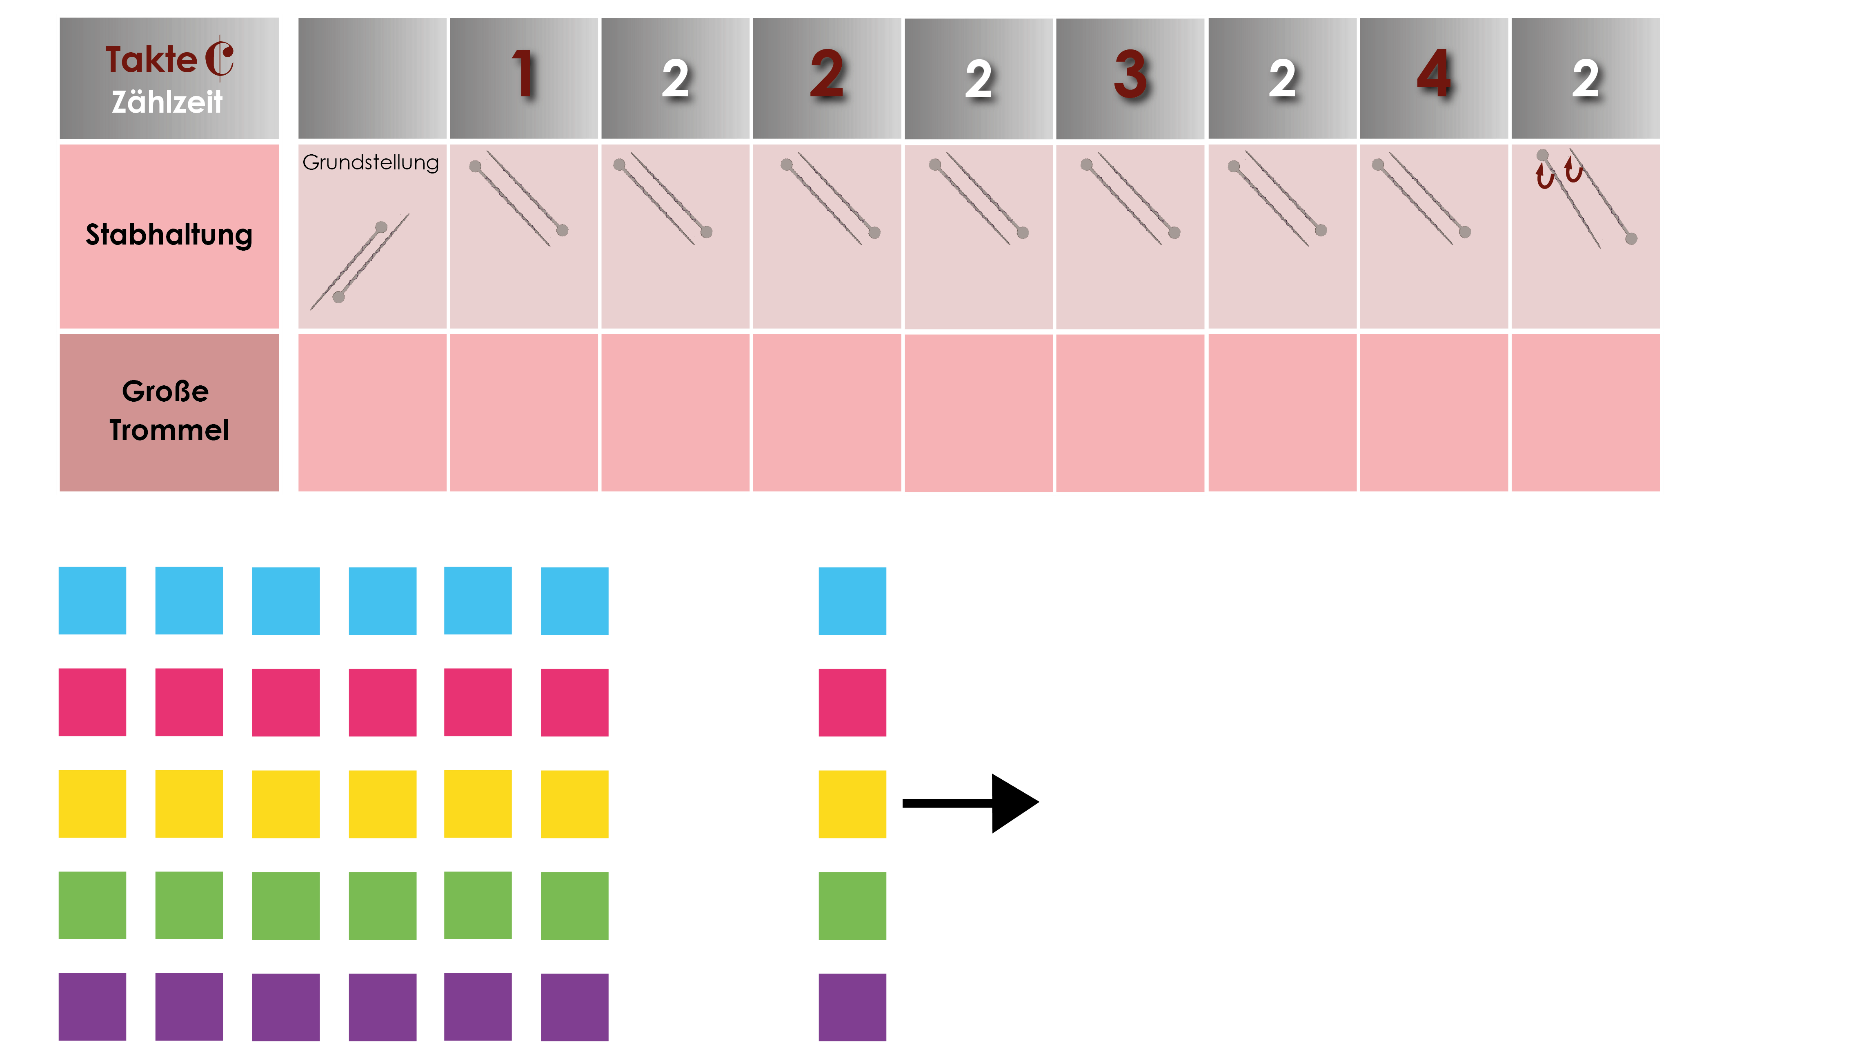 Takte 𝄵
Zählzeit
1 2 2 2 3 2 4 2
Stabhaltung
Grundstellung
Große
Trommel